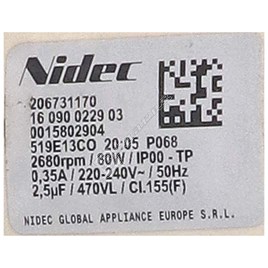 Nidec
206731170
16 090 0229 03
0015802904
519E13CO 20:05 P068
2680rpm / 80W / IP00 - TP
0,35A / 220-240V~ / 50Hz
2,5µF / 470VL / Cl.155(F)
NIDEC GLOBAL APPLIANCE EUROPE S.R.L.